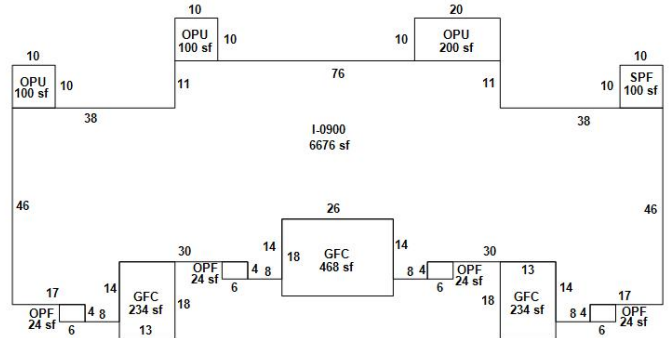 10 20
OPU
100 sf
10 10
OPU
200 sf
10 10
OPU
100 sf
10 10
SPF
100 sf
11 76 11
38 38
I-0900
6676 sf
46 46
26
30 14 18
GFC
468 sf
14 30
OPF
24 sf
4 8
6
8 4
OPF
24 sf
6
13
17 14
GFC
234 sf
18
13
18
GFC
234 sf
14 17
OPF
24 sf
4 8
6
8 4
OPF
24 sf
6